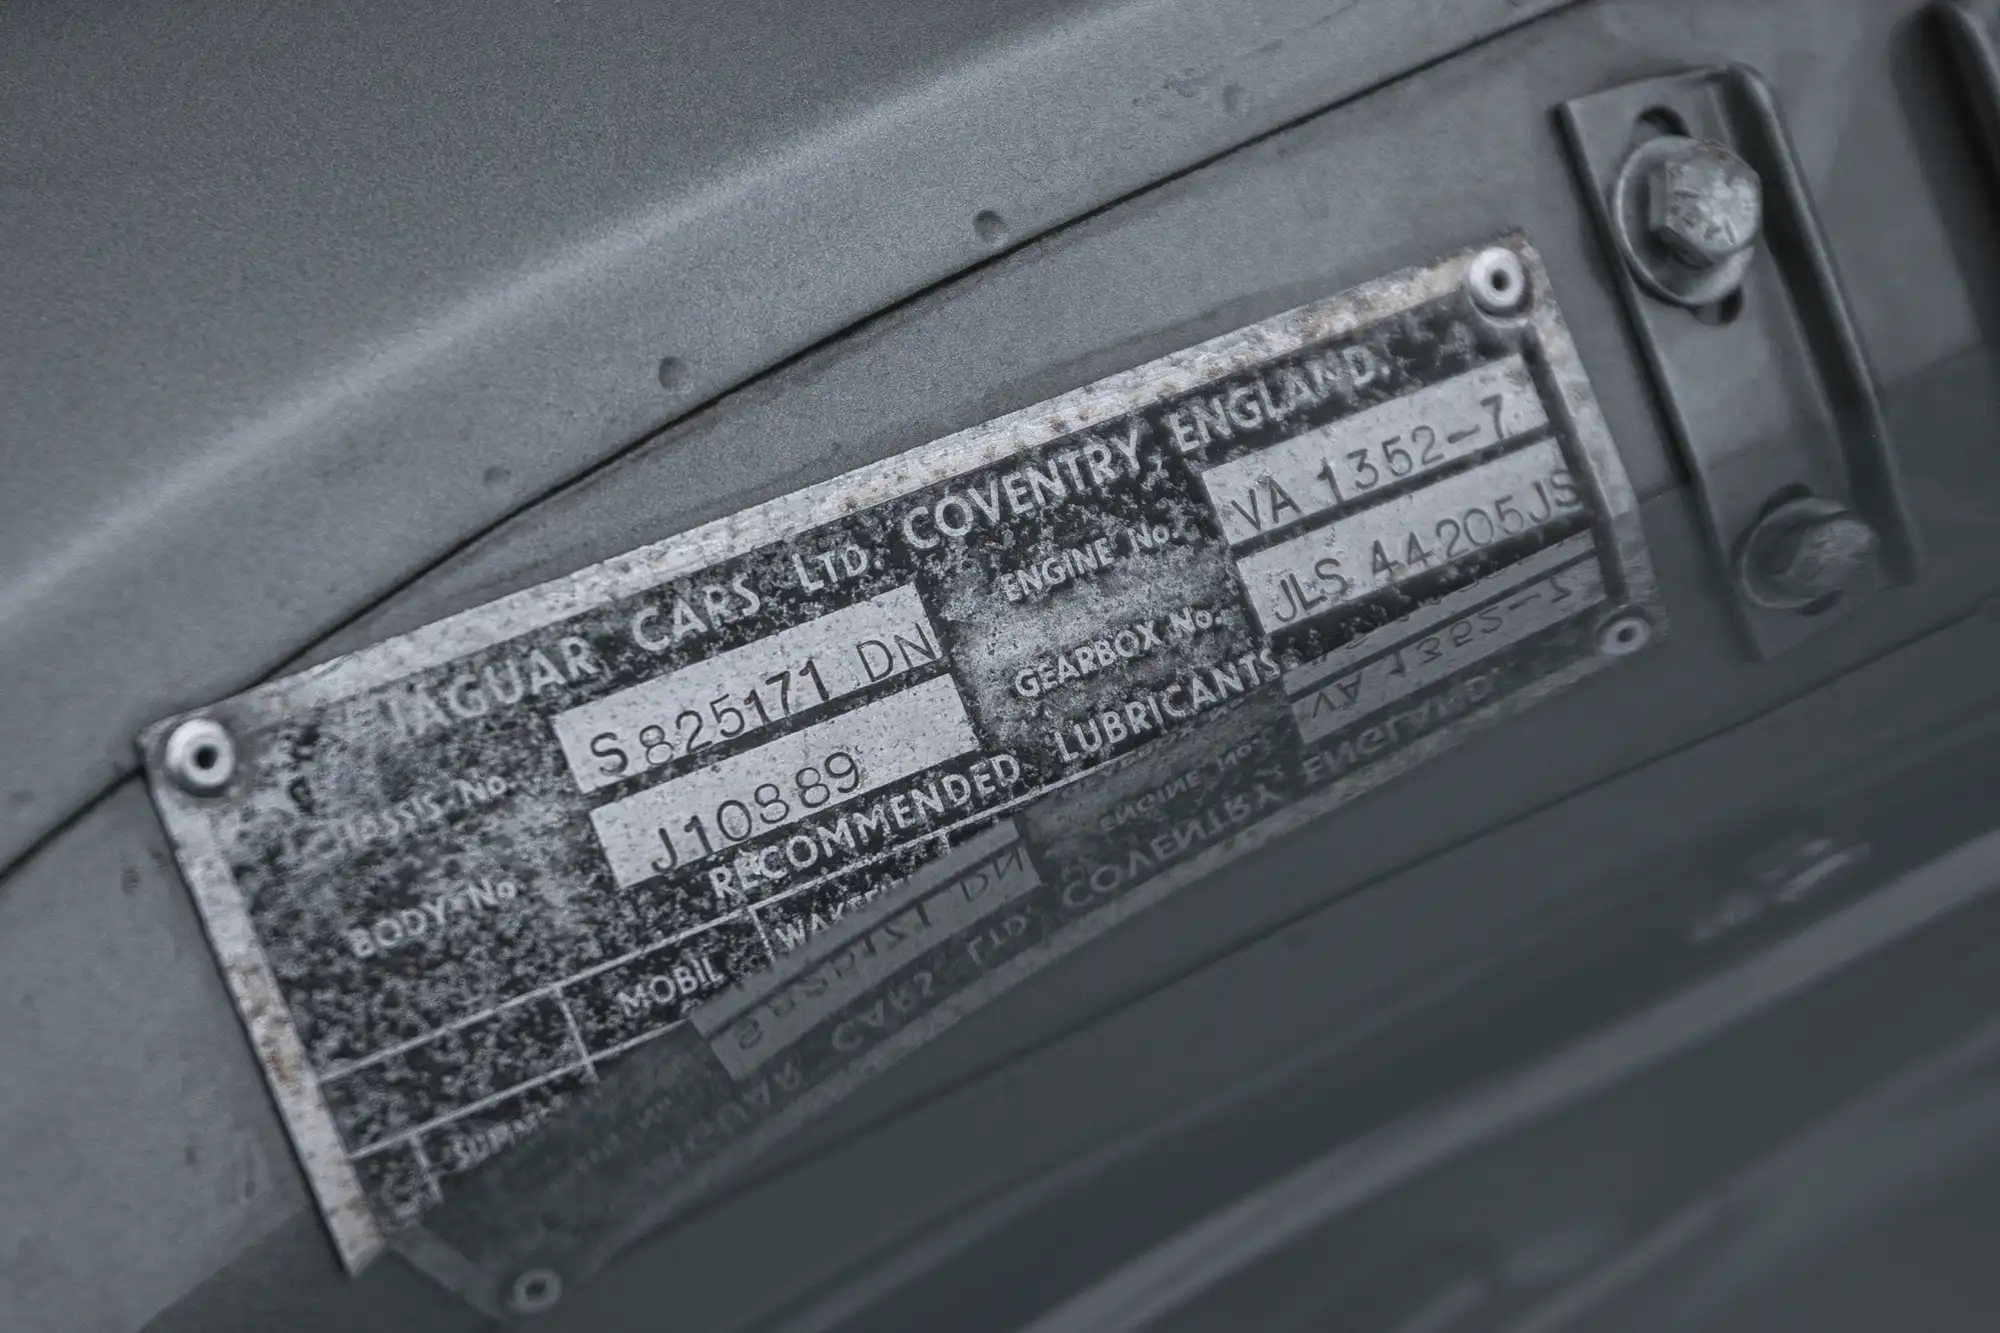 JAGUAR CARS LTD. COVENTRY, ENGLAND.
CHASSIS No. S 825171 DN ENGINE No. VA 1352-7
BODY No. J10889 GEARBOX No. JLS 44205JS
RECOMMENDED LUBRICANTS
MOBIL